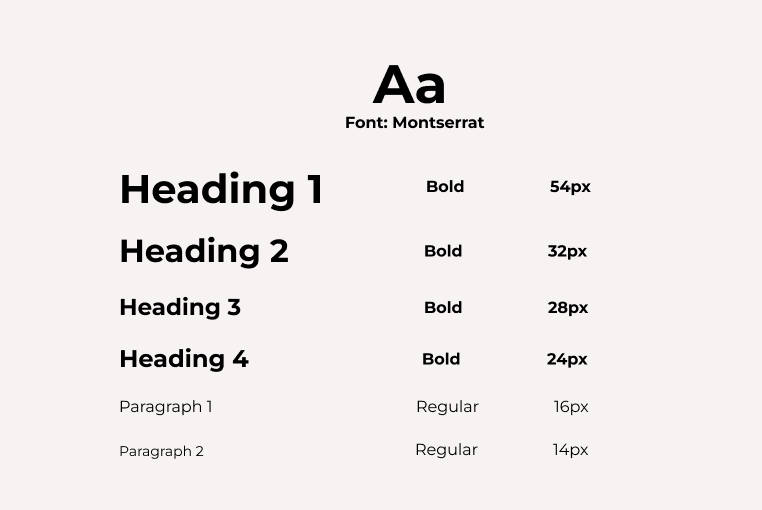 Aa
Font: Montserrat
Heading 1 Bold 54px
Heading 2 Bold 32px
Heading 3 Bold 28px
Heading 4 Bold 24px
Paragraph 1 Regular 16px
Paragraph 2 Regular 14px